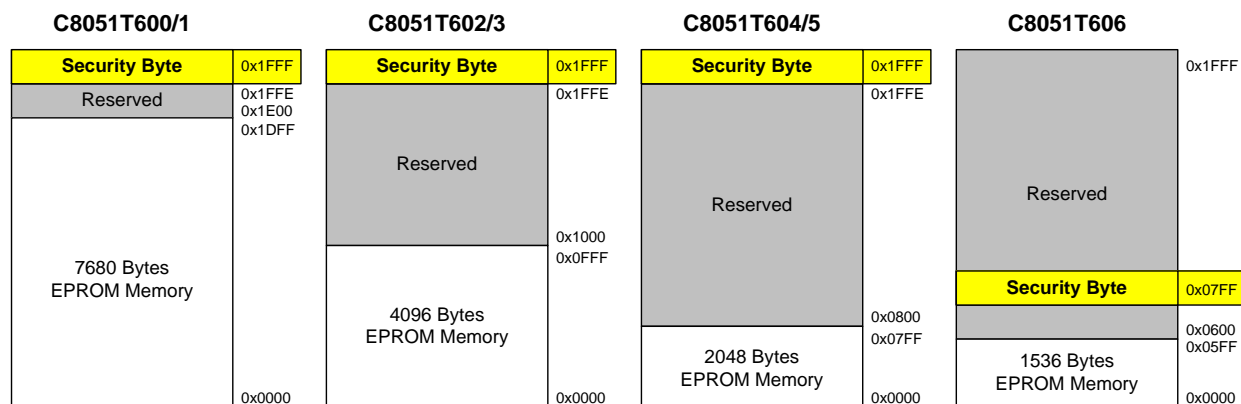 C8051T600/1
Security Byte
0x1FFF
Reserved
0x1FFE
0x1E00
0x1DFF
7680 Bytes
EPROM Memory
0x0000
C8051T602/3
Security Byte
0x1FFF
0x1FFE
Reserved
0x1000
0x0FFF
4096 Bytes
EPROM Memory
0x0000
C8051T604/5
Security Byte
0x1FFF
0x1FFE
Reserved
0x0800
0x07FF
2048 Bytes
EPROM Memory
0x0000
C8051T606
0x1FFF
Reserved
Security Byte
0x07FF
0x0600
0x05FF
1536 Bytes
EPROM Memory
0x0000